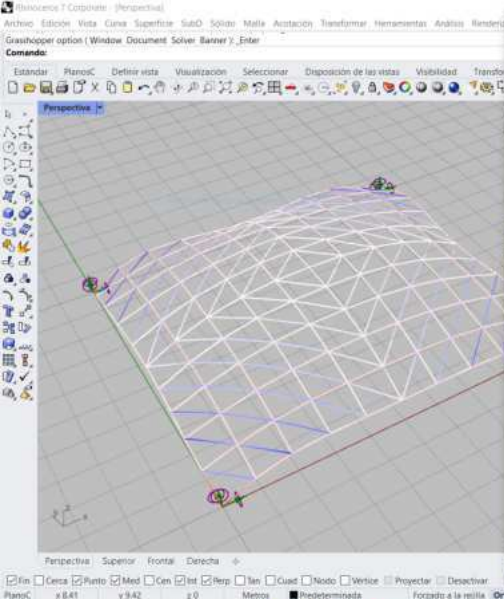 Rhinoceros 7 Corporate - [Perspectiva]
Archivo Edición Vista Curva Superficie SubD Sólido Malla Acotación Transformar Herramientas Análisis
Grasshopper option ( Window Document Solver Banner ): _Enter
Comando:
Estándar PlanosC Definir vista Visualización Seleccionar Disposición de las vistas Visibilidad Transfo
Perspectiva
z
x
Perspectiva Superior Frontal Derecha
Fin Cerca Punto Med Cen Int Perp Tan Cuad Nodo Vértice Proyectar Desactivar
PlanosC x 8.41 y 9.42 z 0 Metros Predeterminada Forzado a la rejilla